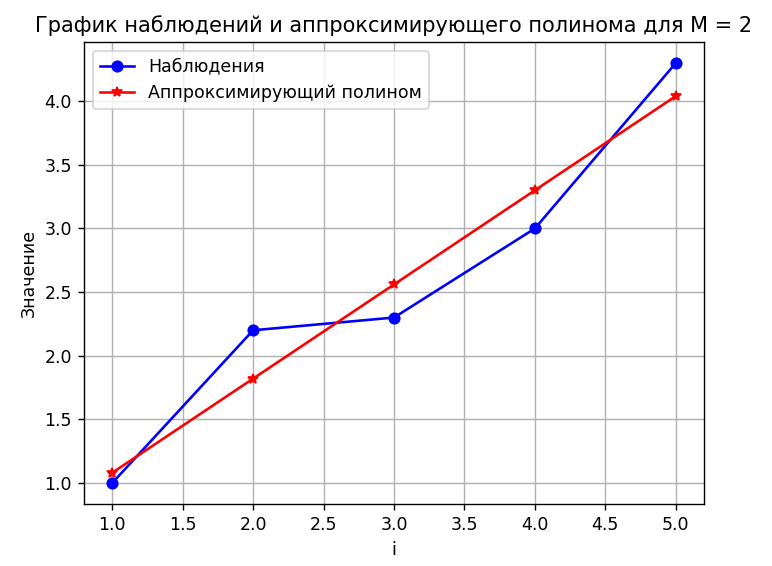 График наблюдений и аппроксимирующего полинома для M = 2
Наблюдения
Аппроксимирующий полином
Значение
4.0
3.5
3.0
2.5
2.0
1.5
1.0
1.0 1.5 2.0 2.5 3.0 3.5 4.0 4.5 5.0
i